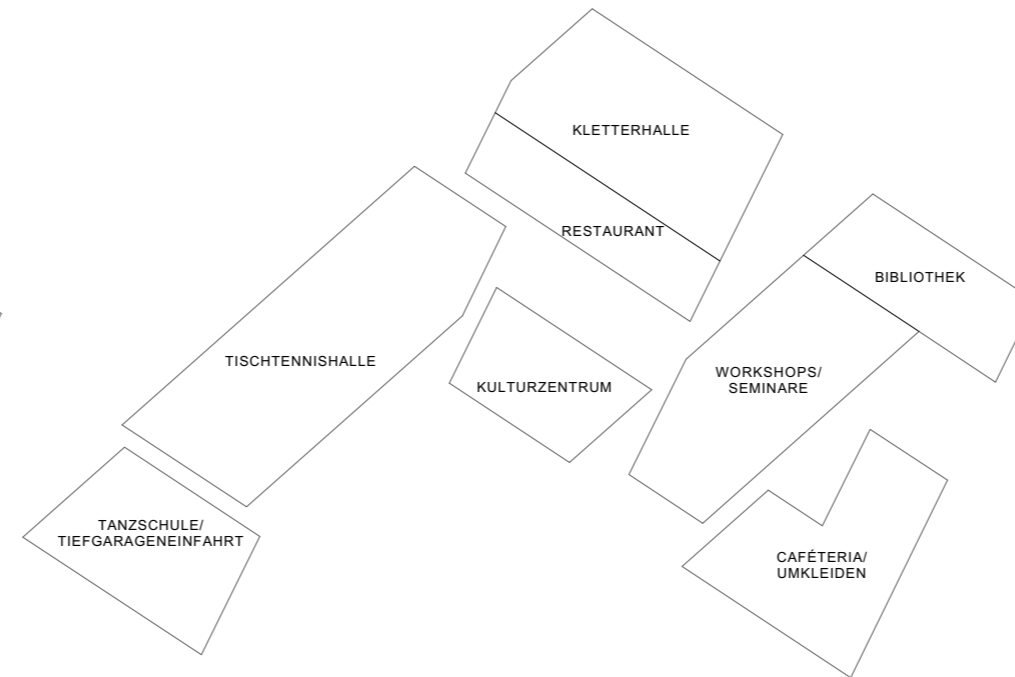 KLETTERHALLE
RESTAURANT
BIBLIOTHEK
TISCHTENNISHALLE
KULTURZENTRUM
WORKSHOPS/
SEMINARE
TANZSCHULE/
TIEFGARAGENEINFAHRT
CAFÉTERIA/
UMKLEIDEN